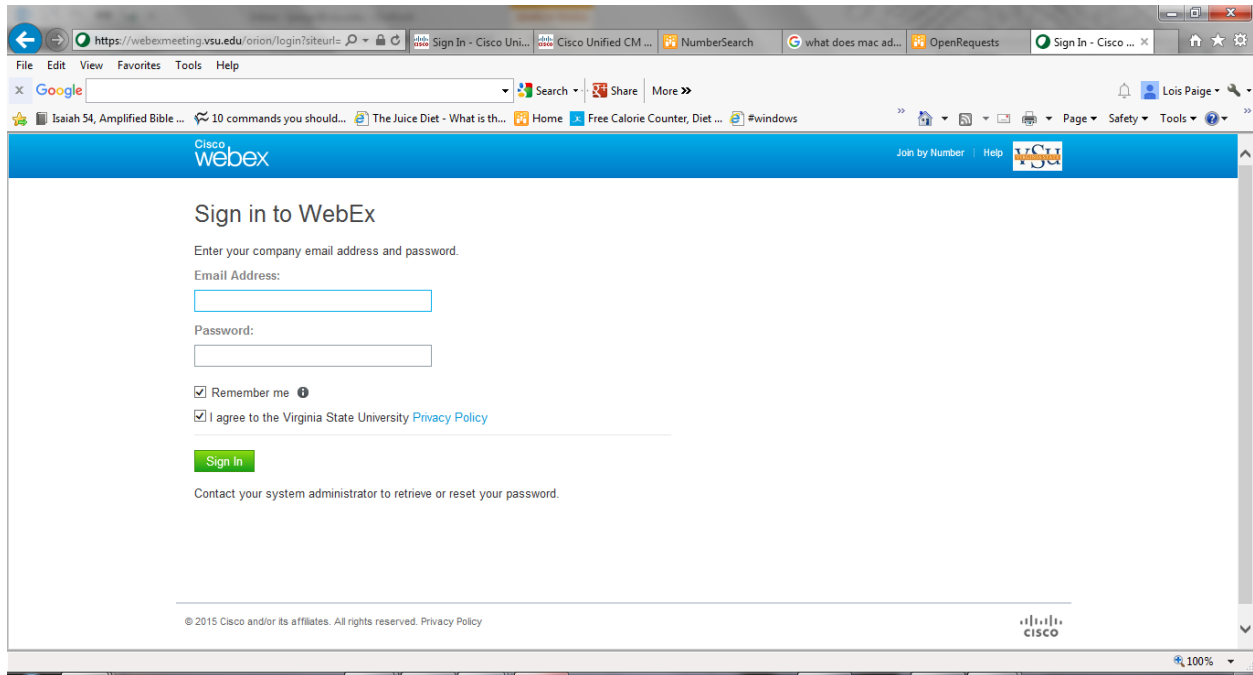 https://webexmeeting.vsu.edu/orion/login?siteurl= Sign In - Cisco Uni... Cisco Unified CM ... NumberSearch what does mac ad... OpenRequests Sign In - Cisco ...
File Edit View Favorites Tools Help
x Google Search Share More » Lois Paige
Isaiah 54, Amplified Bible ... 10 commands you should... The Juice Diet - What is th... Home Free Calorie Counter, Diet ... #windows » Page Safety Tools »
Cisco
webex Join by Number | Help VSU
Sign in to WebEx
Enter your company email address and password.
Email Address:
Password:
Remember me
I agree to the Virginia State University Privacy Policy
Sign In
Contact your system administrator to retrieve or reset your password.
© 2015 Cisco and/or its affiliates. All rights reserved. Privacy Policy
CISCO
100%